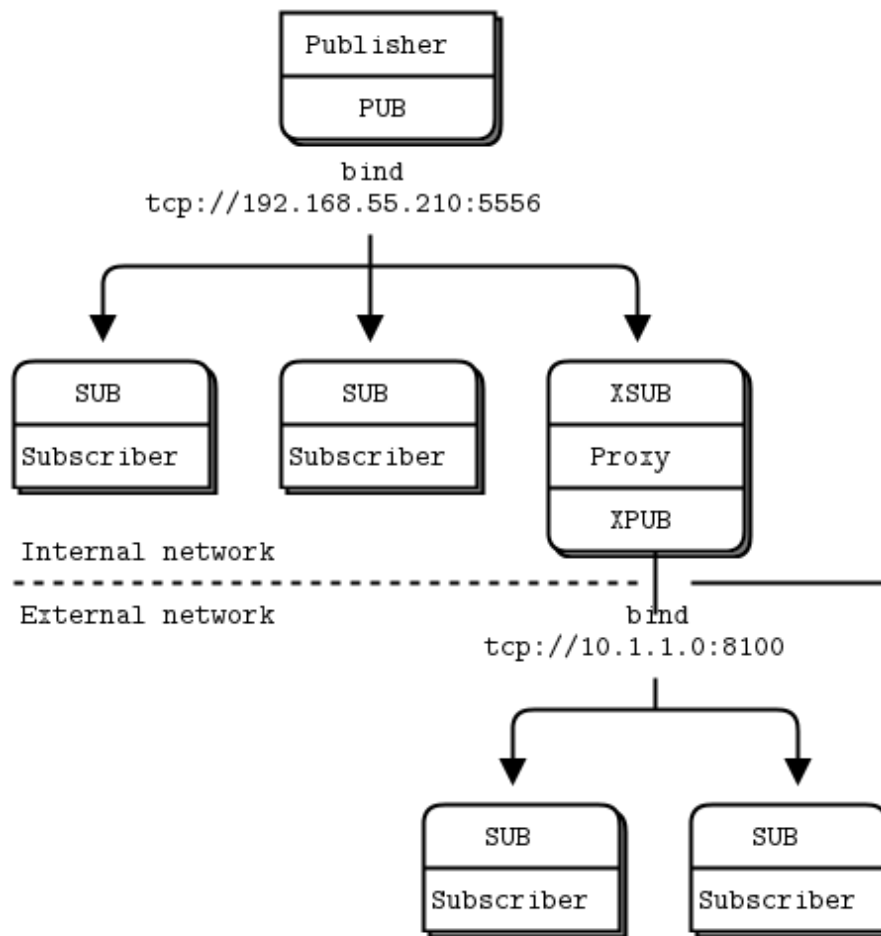 Publisher
PUB
bind
tcp://192.168.55.210:5556
SUB SUB XSUB
Subscriber Subscriber Proxy
XPUB
Internal network
External network
bind
tcp://10.1.1.0:8100
SUB SUB
Subscriber Subscriber